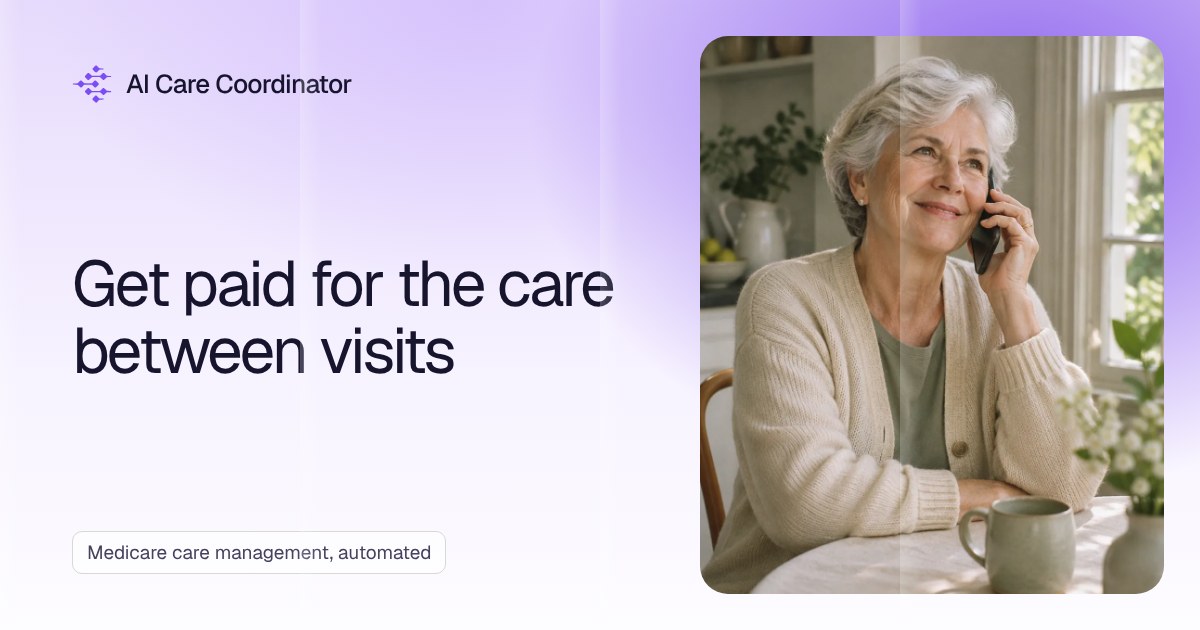 AI Care Coordinator
Get paid for the care
between visits
Medicare care management, automated